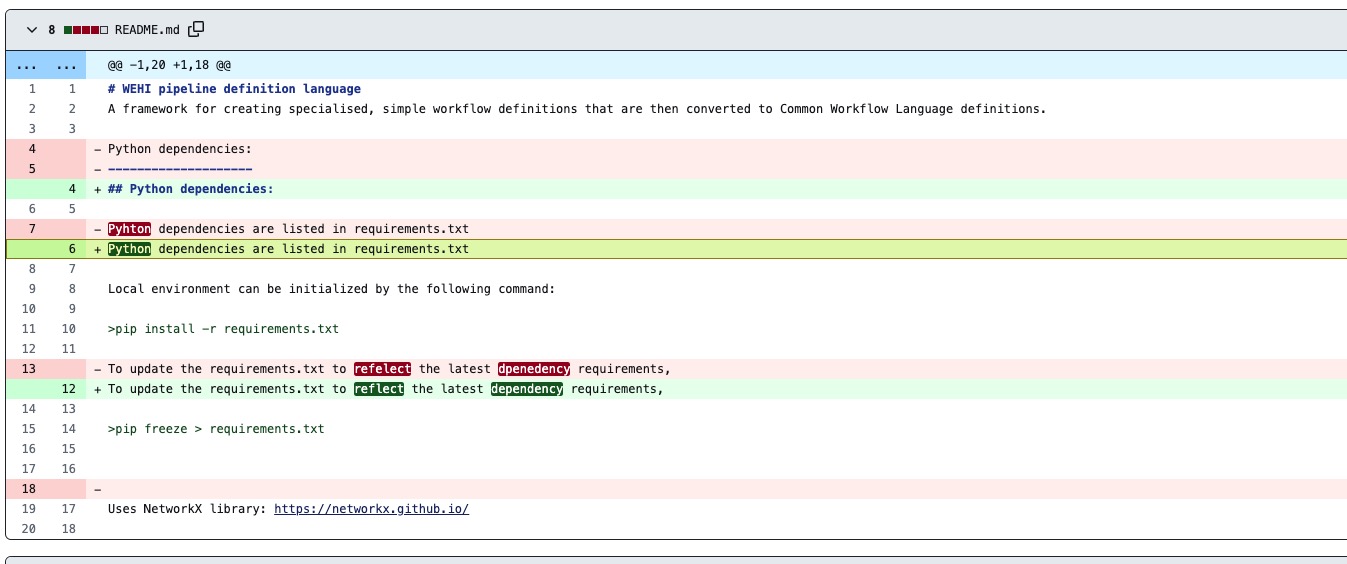 8 README.md
... ... @@ -1,20 +1,18 @@
1 1 # WEHI pipeline definition language
2 2 A framework for creating specialised, simple workflow definitions that are then converted to Common Workflow Language definitions.
3 3
4 - Python dependencies:
5 - --------------------
4 + ## Python dependencies:
6 5
7 - Pyhton dependencies are listed in requirements.txt
6 + Python dependencies are listed in requirements.txt
8 7
9 8 Local environment can be initialized by the following command:
10 9
11 10 >pip install -r requirements.txt
12 11
13 - To update the requirements.txt to refelect the latest dpenedency requirements,
12 + To update the requirements.txt to reflect the latest dependency requirements,
14 13
15 14 >pip freeze > requirements.txt
16 15
17 16
18 -
19 17 Uses NetworkX library: https://networkx.github.io/
20 18